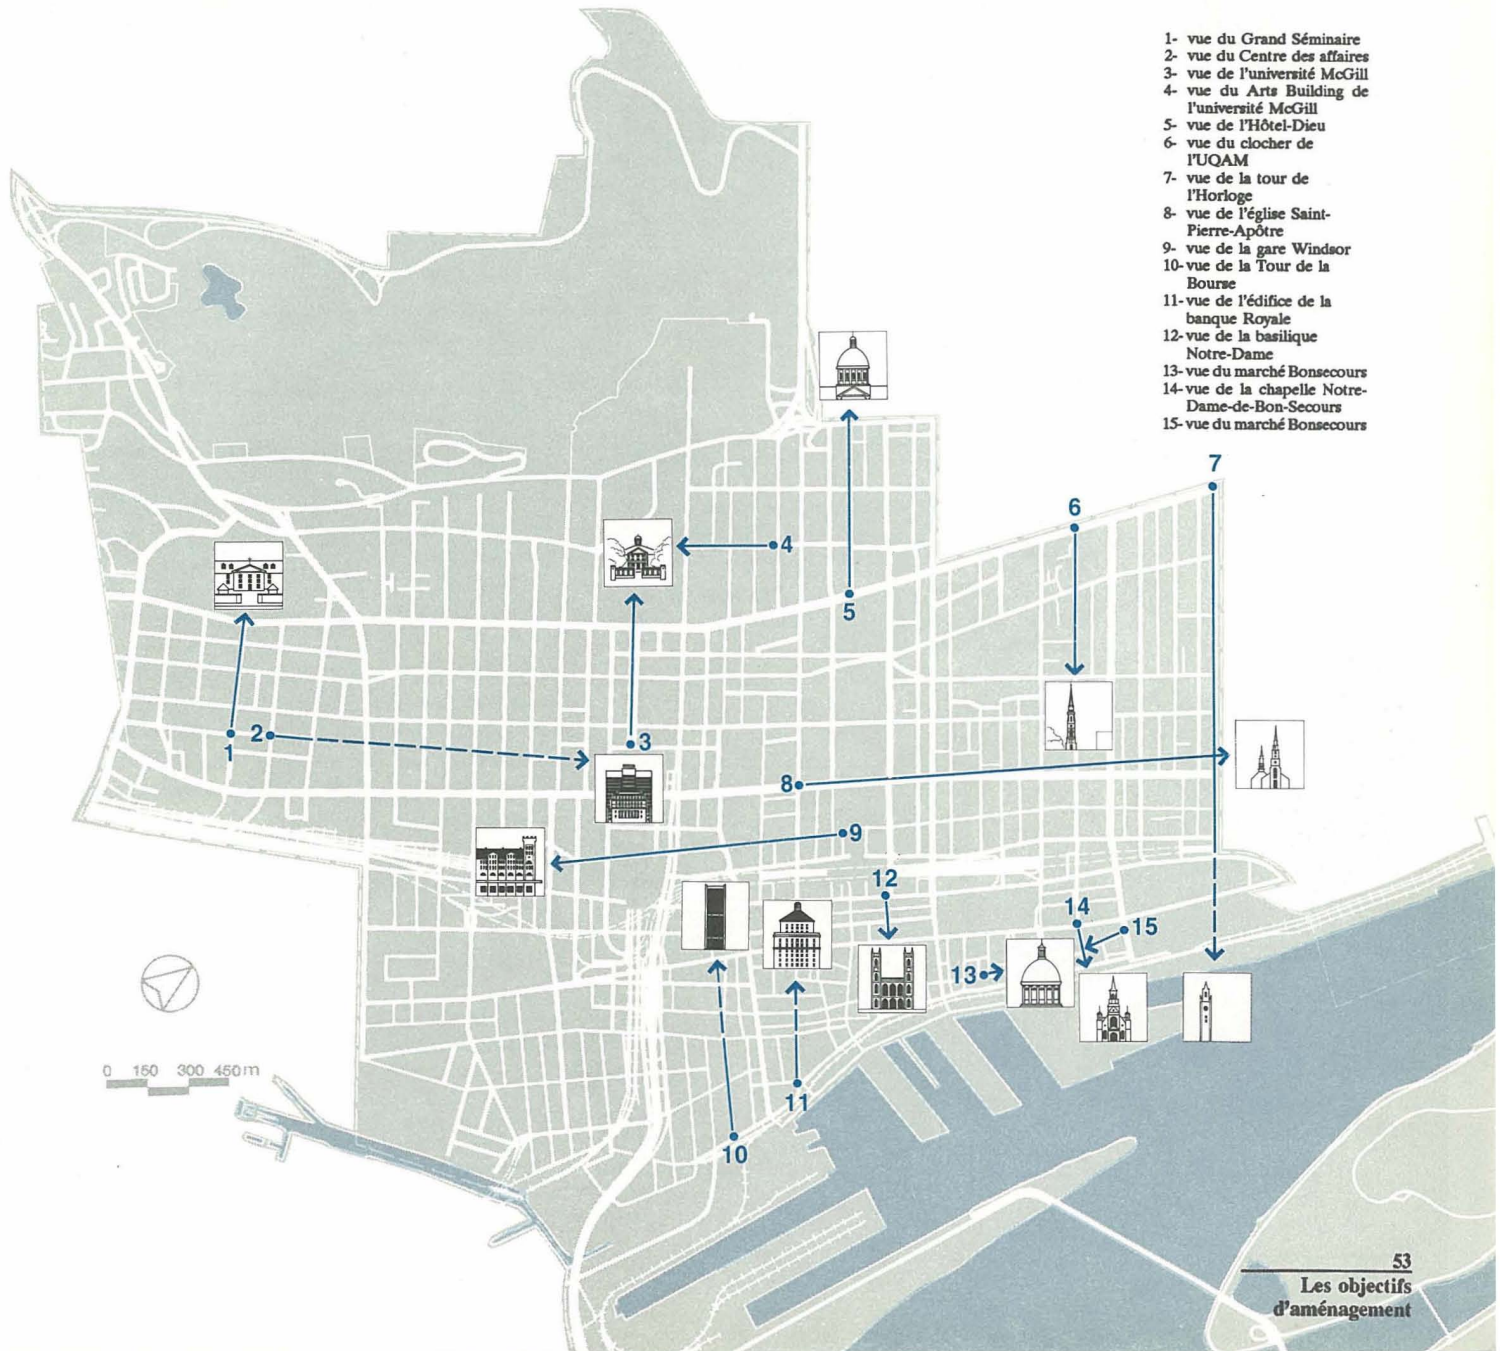 1- vue du Grand Séminaire
2- vue du Centre des affaires
3- vue de l'université McGill
4- vue du Arts Building de
l'université McGill
5- vue de l'Hôtel-Dieu
6- vue du clocher de
l'UQAM
7- vue de la tour de
l'Horloge
8- vue de l'église Saint-
Pierre-Apôtre
9- vue de la gare Windsor
10- vue de la Tour de la
Bourse
11- vue de l'édifice de la
banque Royale
12- vue de la basilique
Notre-Dame
13- vue du marché Bonsecours
14- vue de la chapelle Notre-
Dame-de-Bon-Secours
15- vue du marché Bonsecours
7
6
4
5
1
2
3
8
9
12
14
15
13
0 150 300 450m
11
10
53
Les objectifs
d'aménagement